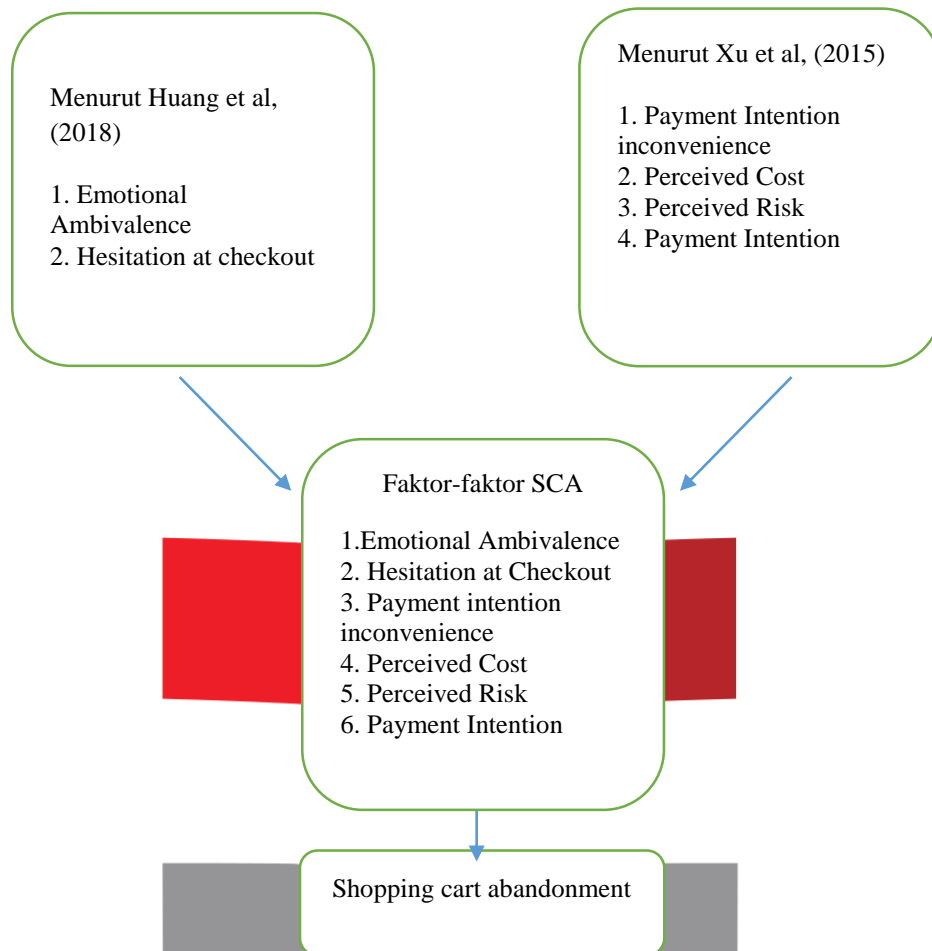 Menurut Huang et al,
(2018)
1. Emotional
Ambivalence
2. Hesitation at checkout
Menurut Xu et al, (2015)
1. Payment Intention
inconvenience
2. Perceived Cost
3. Perceived Risk
4. Payment Intention
Faktor-faktor SCA
1.Emotional Ambivalence
2. Hesitation at Checkout
3. Payment intention
inconvenience
4. Perceived Cost
5. Perceived Risk
6. Payment Intention
Shopping cart abandonment